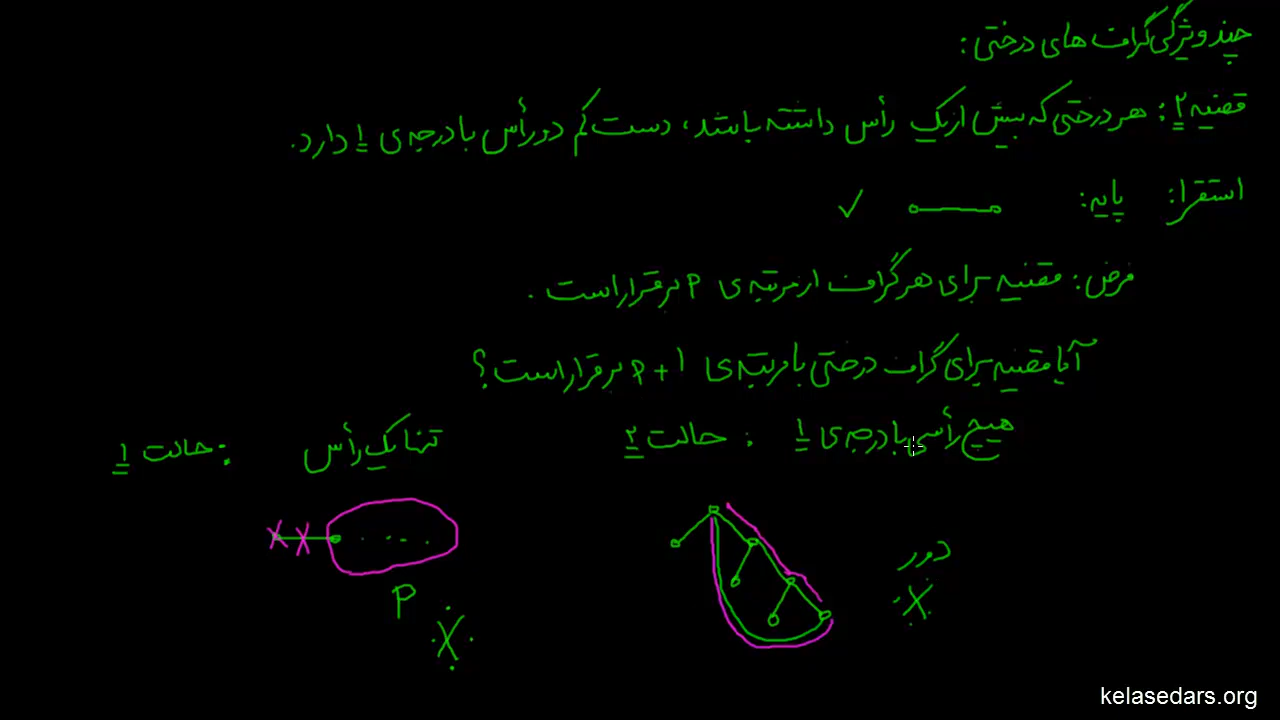 چند ویژگی گراف های درختی:
قضیه ۲: هر درختی که بیش از یک رأس داشته باشد، دست کم دو رأس با درجه ی ۱ دارد.
استقرا: پایه: ✓
فرض: قضیه برای هر گراف از مرتبه ی P برقرار است.
آیا قضیه برای گراف درختی با مرتبه ی P + 1 برقرار است؟
هیچ رأسی با درجه ی ۱ : حالت ۲
تنها یک رأس : حالت ۱
دور
X
P
X
kelasedars.org